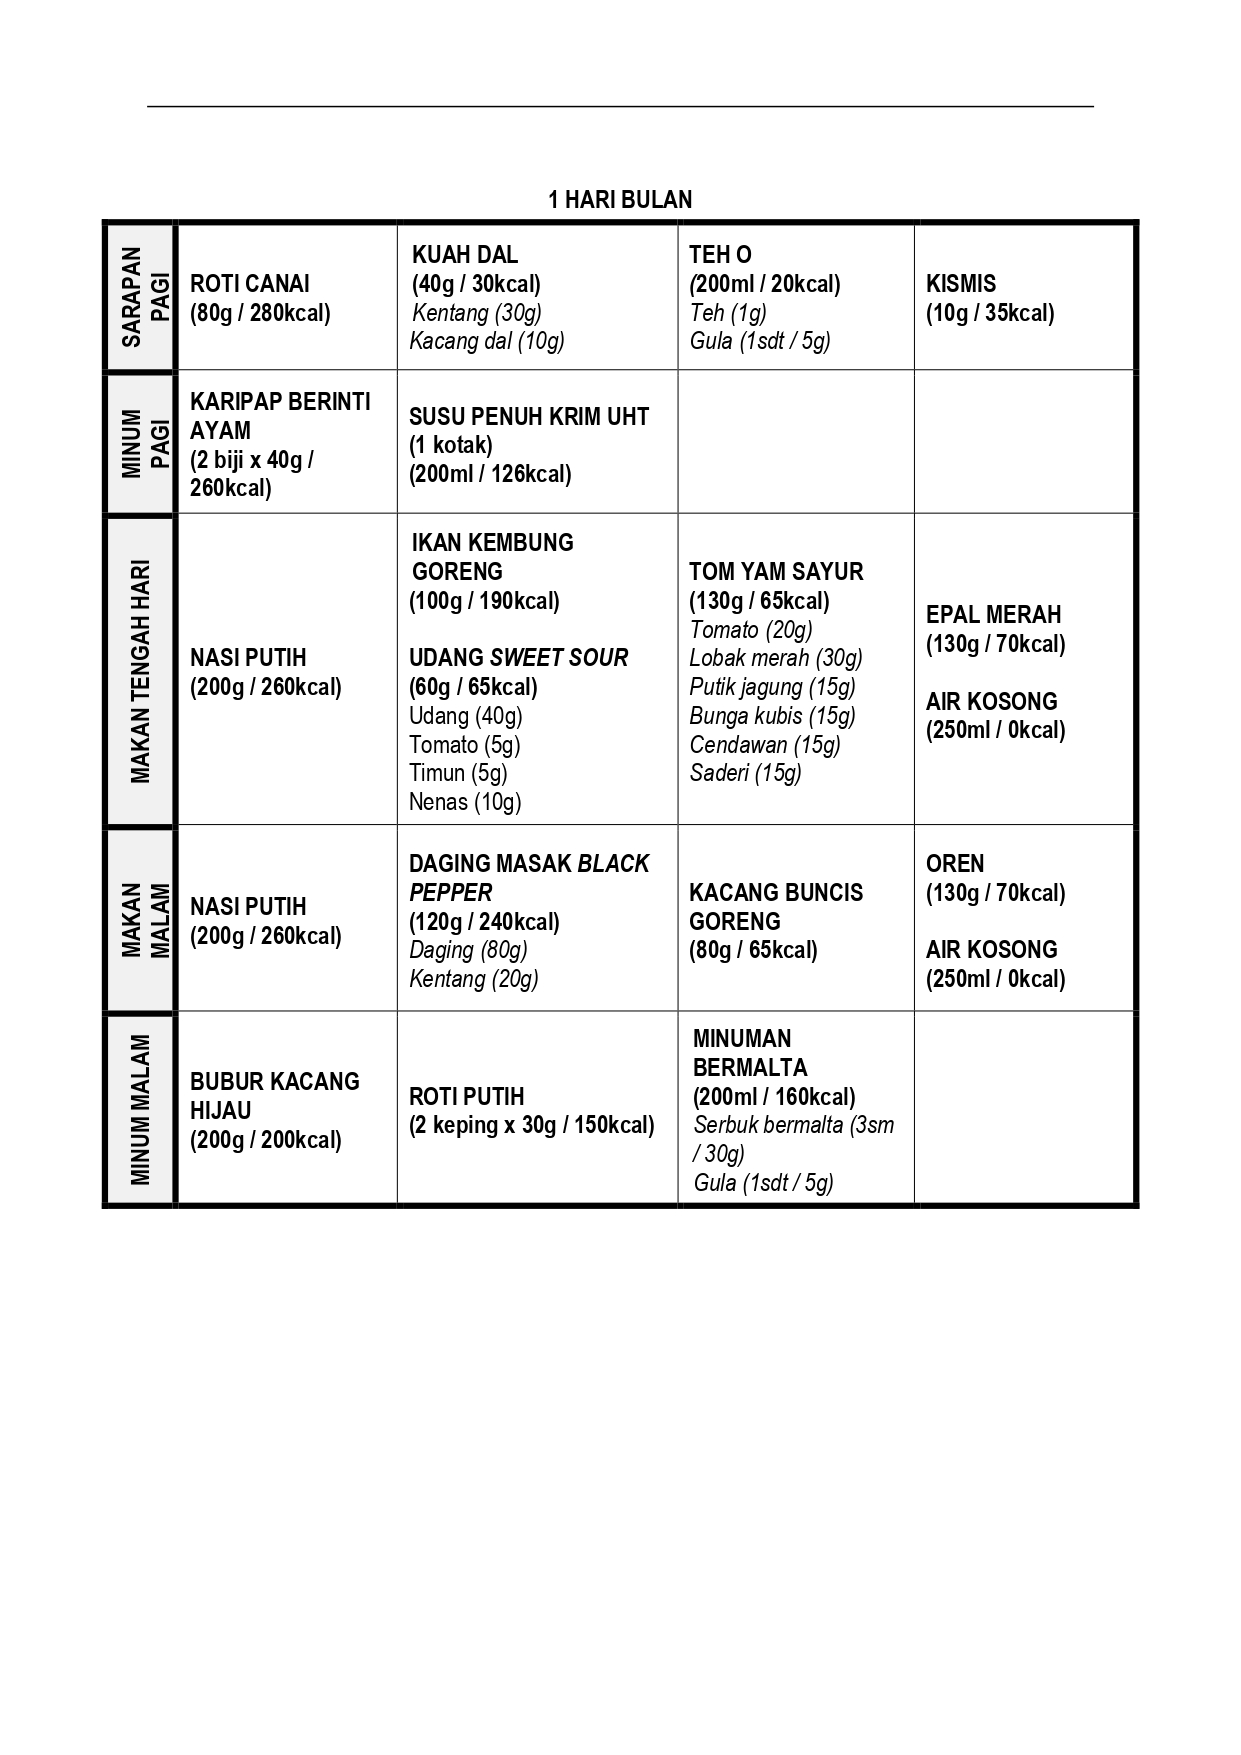 1 HARI BULAN
SARAPAN
PAGI
ROTI CANAI
(80g / 280kcal)
KUAH DAL
(40g / 30kcal)
Kentang (30g)
Kacang dal (10g)
TEH O
(200ml / 20kcal)
Teh (1g)
Gula (1sdt / 5g)
KISMIS
(10g / 35kcal)
MINUM
PAGI
KARIPAP BERINTI
AYAM
(2 biji x 40g /
260kcal)
SUSU PENUH KRIM UHT
(1 kotak)
(200ml / 126kcal)
MAKAN TENGAH HARI
NASI PUTIH
(200g / 260kcal)
IKAN KEMBUNG
GORENG
(100g / 190kcal)
UDANG SWEET SOUR
(60g / 65kcal)
Udang (40g)
Tomato (5g)
Timun (5g)
Nenas (10g)
TOM YAM SAYUR
(130g / 65kcal)
Tomato (20g)
Lobak merah (30g)
Putik jagung (15g)
Bunga kubis (15g)
Cendawan (15g)
Saderi (15g)
EPAL MERAH
(130g / 70kcal)
AIR KOSONG
(250ml / 0kcal)
MAKAN
MALAM
NASI PUTIH
(200g / 260kcal)
DAGING MASAK BLACK
PEPPER
(120g / 240kcal)
Daging (80g)
Kentang (20g)
KACANG BUNCIS
GORENG
(80g / 65kcal)
OREN
(130g / 70kcal)
AIR KOSONG
(250ml / 0kcal)
MINUM MALAM
BUBUR KACANG
HIJAU
(200g / 200kcal)
ROTI PUTIH
(2 keping x 30g / 150kcal)
MINUMAN
BERMALTA
(200ml / 160kcal)
Serbuk bermalta (3sm
/ 30g)
Gula (1sdt / 5g)